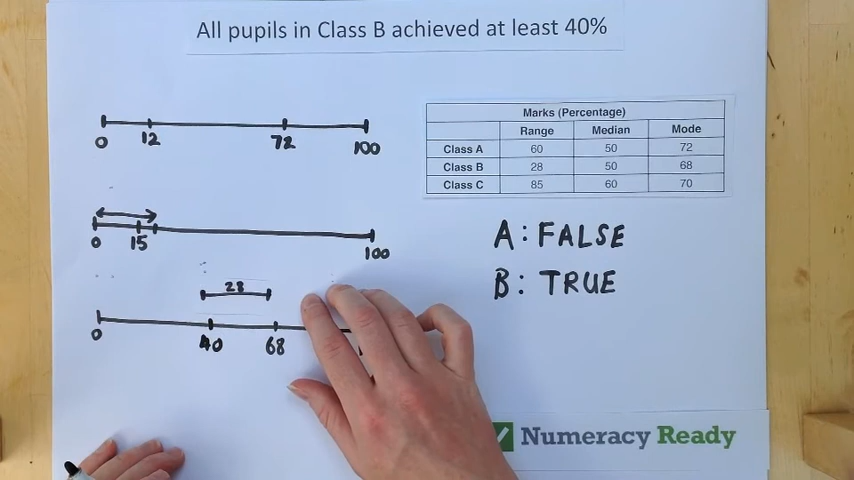 All pupils in Class B achieved at least 40%
0 12 72 100
Marks (Percentage)
Range Median Mode
Class A 60 50 72
Class B 28 50 68
Class C 85 60 70
0 15 100
A: FALSE
B: TRUE
28
0 40 68
Numeracy Ready